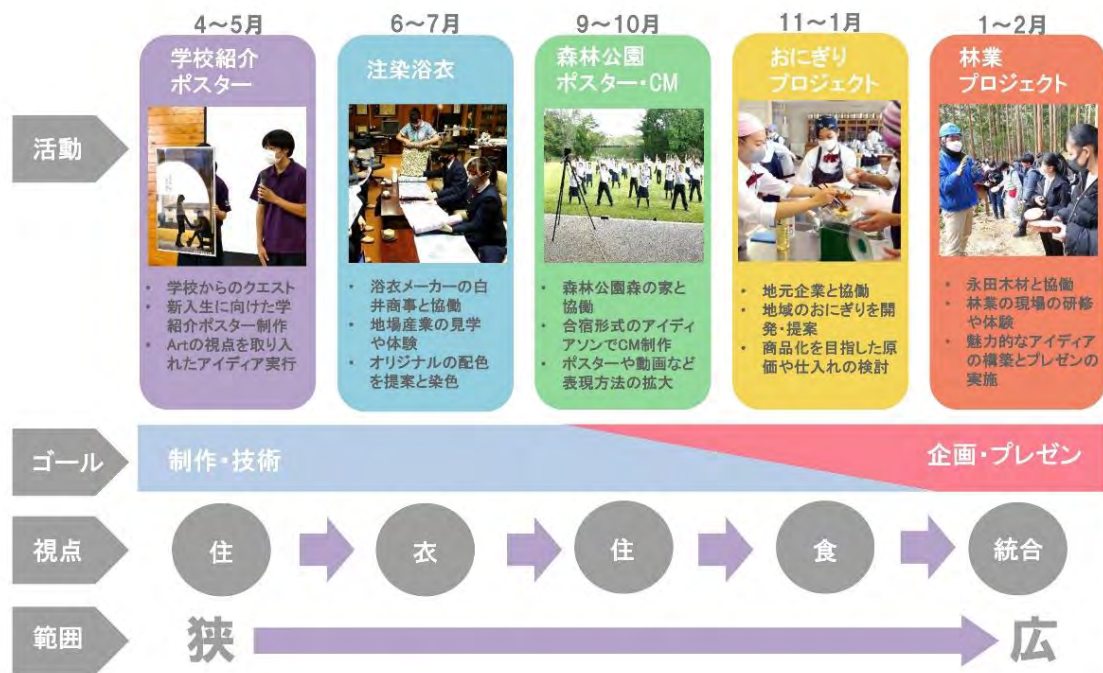 4～5月
6～7月
9～10月
11～1月
1～2月
活動
学校紹介
ポスター
・ 学校からのクエスト
・ 新入生に向けた学
紹介ポスター制作
・ Artの視点を取り入
れたアイディア実行
注染浴衣
・ 浴衣メーカーの白
井商事と協働
・ 地場産業の見学
や体験
・ オリジナルの配色
を提案と染色
森林公園
ポスター・CM
・ 森林公園森の家と
協働
・ 合宿形式のアイディ
アソンでCM制作
・ ポスターや動画など
表現方法の拡大
おにぎり
プロジェクト
・ 地元企業と協働
・ 地域のおにぎりを開
発・提案
・ 商品化を目指した原
価や仕入れの検討
林業
プロジェクト
・ 永田木材と協働
・ 林業の現場の研修
や体験
・ 魅力的なアイディア
の構築とプレゼンの
実施
ゴール
制作・技術
企画・プレゼン
視点
住
衣
住
食
統合
範囲
狭
広